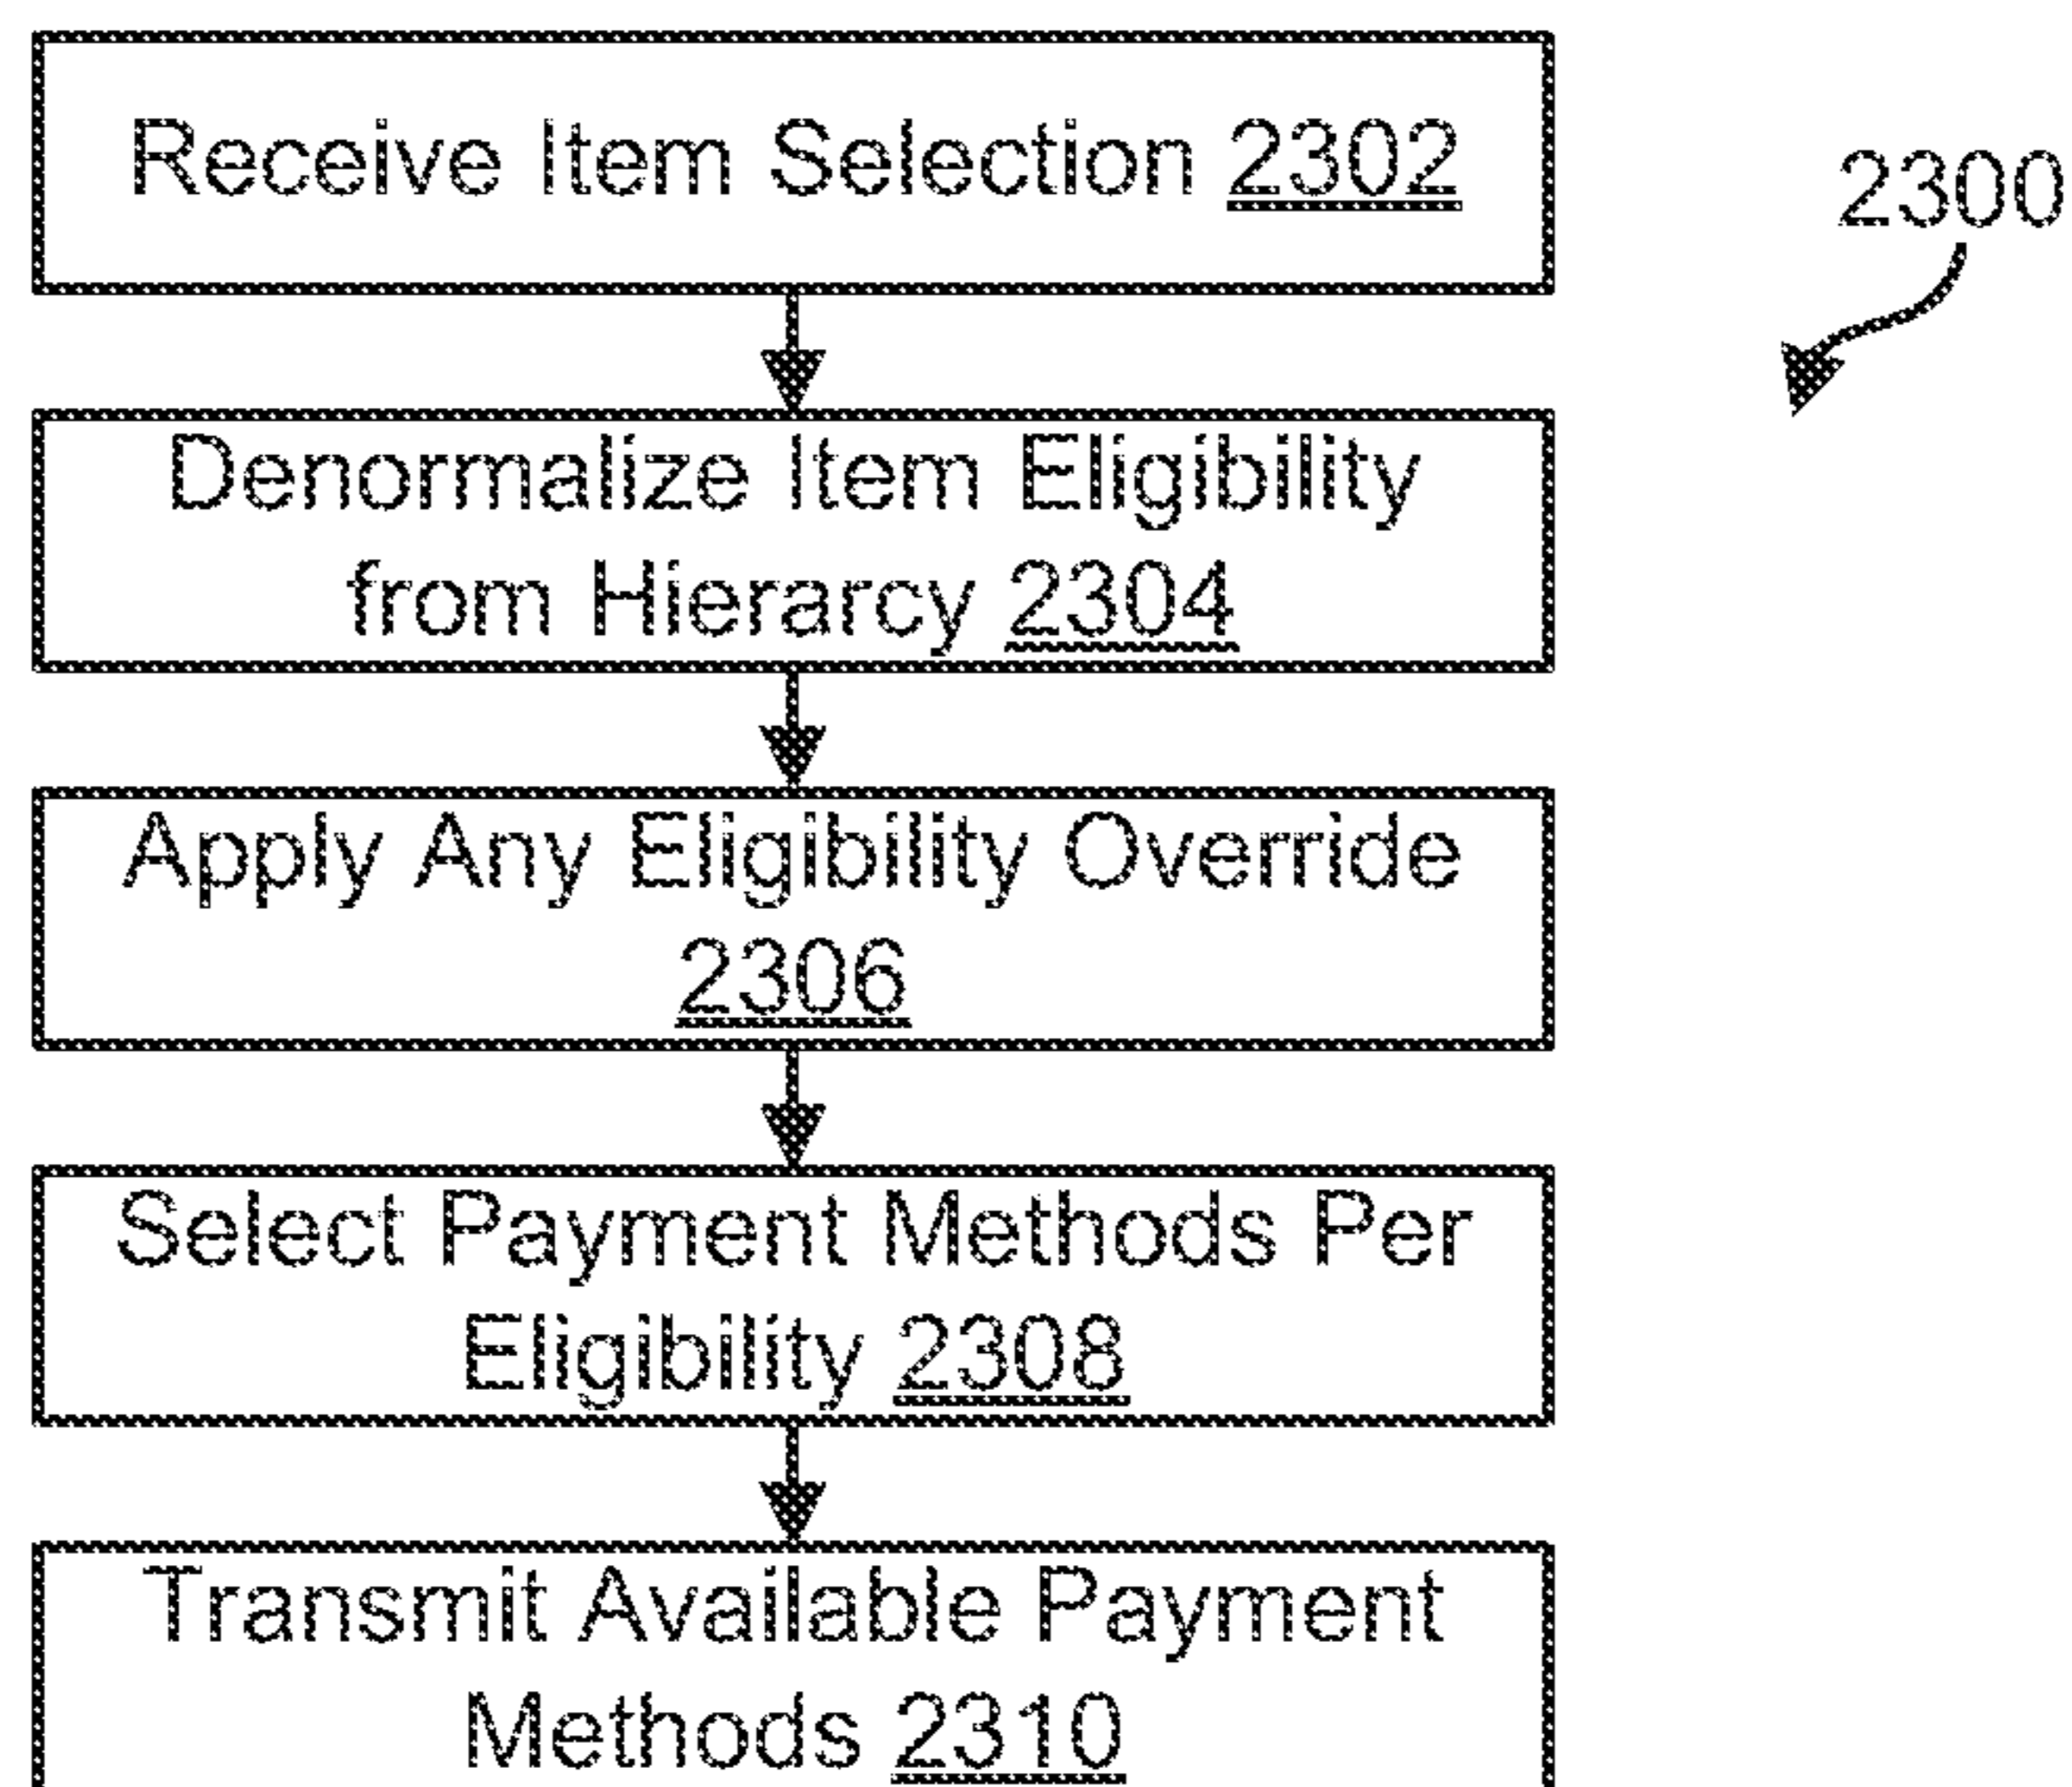 Receive Item Selection 2302
2300
Denormalize Item Eligibility
from Hierarcy 2304
Apply Any Eligibility Override
2306
Select Payment Methods Per
Eligibility 2308
Transmit Available Payment
Methods 2310